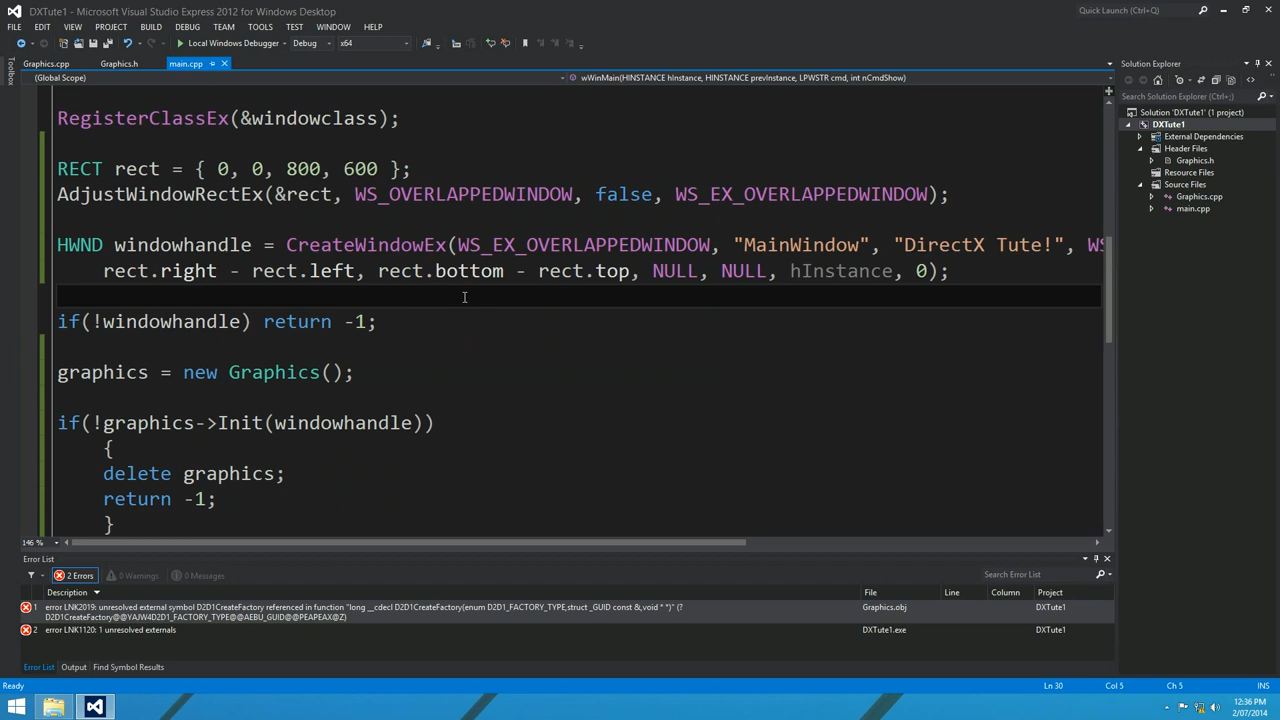 DXTute1 - Microsoft Visual Studio Express 2012 for Windows Desktop
Quick Launch (Ctrl+Q)
FILE EDIT VIEW PROJECT BUILD DEBUG TEAM TOOLS TEST WINDOW HELP
Local Windows Debugger Debug x64
Toolbox
Graphics.cpp Graphics.h main.cpp
(Global Scope) wWinMain(HINSTANCE hInstance, HINSTANCE prevInstance, LPWSTR cmd, int nCmdShow)
RegisterClassEx(&windowclass);
RECT rect = { 0, 0, 800, 600 };
AdjustWindowRectEx(&rect, WS_OVERLAPPEDWINDOW, false, WS_EX_OVERLAPPEDWINDOW);
HWND windowhandle = CreateWindowEx(WS_EX_OVERLAPPEDWINDOW, "MainWindow", "DirectX Tute!", WS
rect.right - rect.left, rect.bottom - rect.top, NULL, NULL, hInstance, 0);
if(!windowhandle) return -1;
graphics = new Graphics();
if(!graphics->Init(windowhandle))
{
delete graphics;
return -1;
}
146 %
Solution Explorer
Search Solution Explorer (Ctrl+;)
Solution 'DXTute1' (1 project)
DXTute1
External Dependencies
Header Files
Graphics.h
Resource Files
Source Files
Graphics.cpp
main.cpp
Error List
2 Errors 0 Warnings 0 Messages
Search Error List
Description File Line Column Project
1 error LNK2019: unresolved external symbol D2D1CreateFactory referenced in function "long __cdecl D2D1CreateFactory(enum D2D1_FACTORY_TYPE,struct _GUID const &,void * *)" (?
D2D1CreateFactory@@YAJW4D2D1_FACTORY_TYPE@@AEBU_GUID@@PEAPEAX@Z) Graphics.obj DXTute1
2 error LNK1120: 1 unresolved externals DXTute1.exe DXTute1
Error List Output Find Symbol Results
Ready Ln 30 Col 5 Ch 5 INS
12:36 PM
2/07/2014